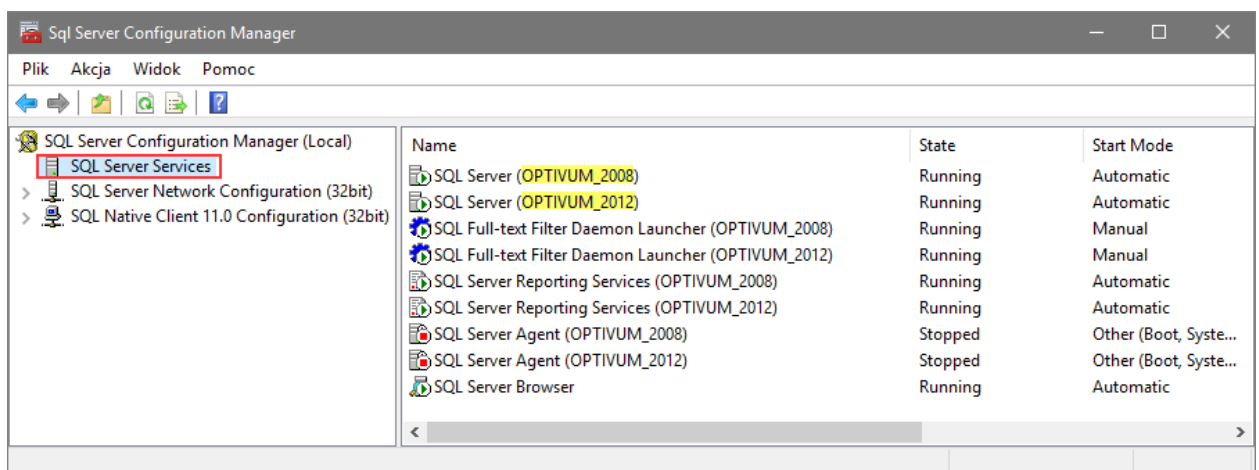 Sql Server Configuration Manager
Plik Akcja Widok Pomoc
SQL Server Configuration Manager (Local)
SQL Server Services
SQL Server Network Configuration (32bit)
SQL Native Client 11.0 Configuration (32bit)
Name State Start Mode
SQL Server (OPTIVUM_2008) Running Automatic
SQL Server (OPTIVUM_2012) Running Automatic
SQL Full-text Filter Daemon Launcher (OPTIVUM_2008) Running Manual
SQL Full-text Filter Daemon Launcher (OPTIVUM_2012) Running Manual
SQL Server Reporting Services (OPTIVUM_2008) Running Automatic
SQL Server Reporting Services (OPTIVUM_2012) Running Automatic
SQL Server Agent (OPTIVUM_2008) Stopped Other (Boot, Syste...
SQL Server Agent (OPTIVUM_2012) Stopped Other (Boot, Syste...
SQL Server Browser Running Automatic